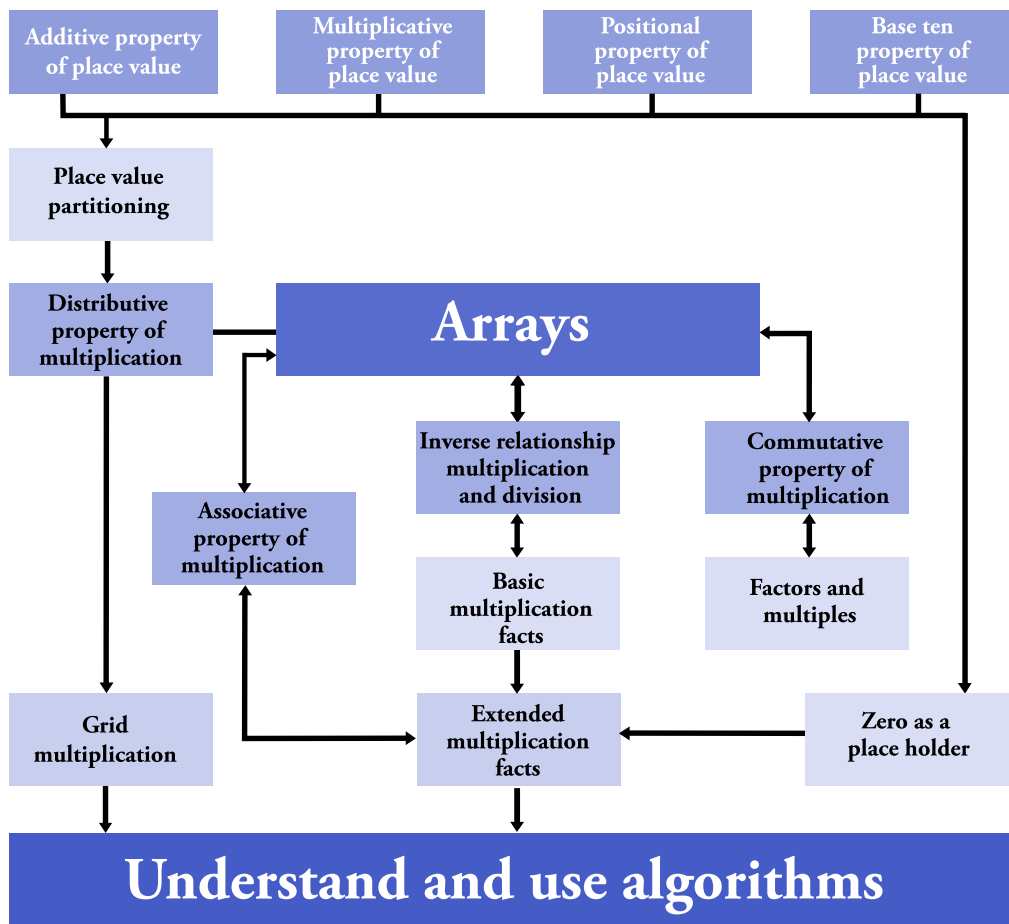 Additive property
of place value
Multiplicative
property of
place value
Positional
property of
place value
Base ten
property of
place value
Place value
partitioning
Distributive
property of
multiplication
Arrays
Inverse relationship
multiplication
and division
Commutative
property of
multiplication
Associative
property of
multiplication
Basic
multiplication
facts
Factors and
multiples
Grid
multiplication
Extended
multiplication
facts
Zero as a
place holder
Understand and use algorithms